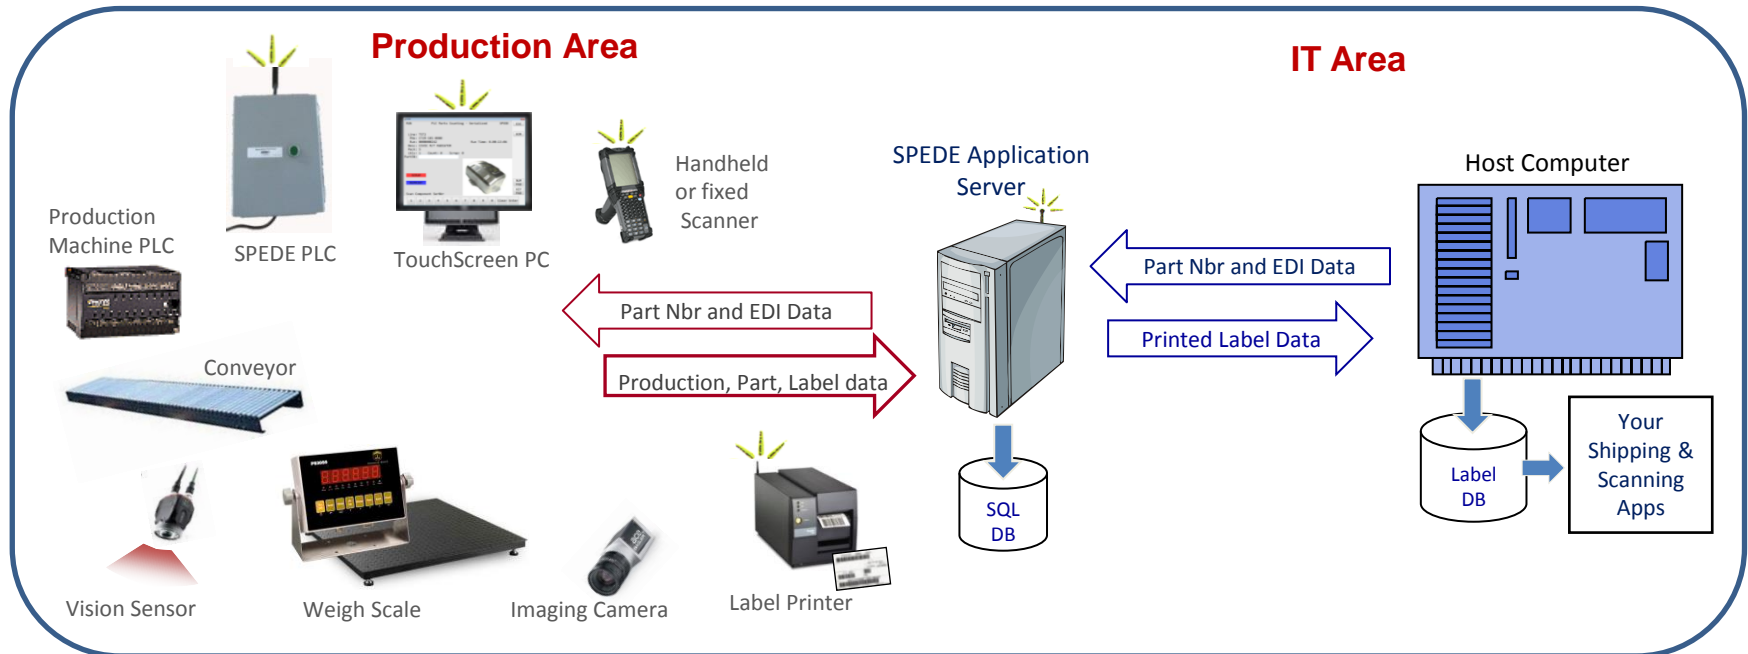 Production Area
IT Area
SPEDE Application
Server
Host Computer
Handheld
or fixed
Scanner
Production
Machine PLC
SPEDE PLC
TouchScreen PC
Part Nbr and EDI Data
Part Nbr and EDI Data
Printed Label Data
Conveyor
Production, Part, Label data
Your
Shipping &
Scanning
Apps
Label
DB
SQL
DB
Vision Sensor
Weigh Scale
Imaging Camera
Label Printer